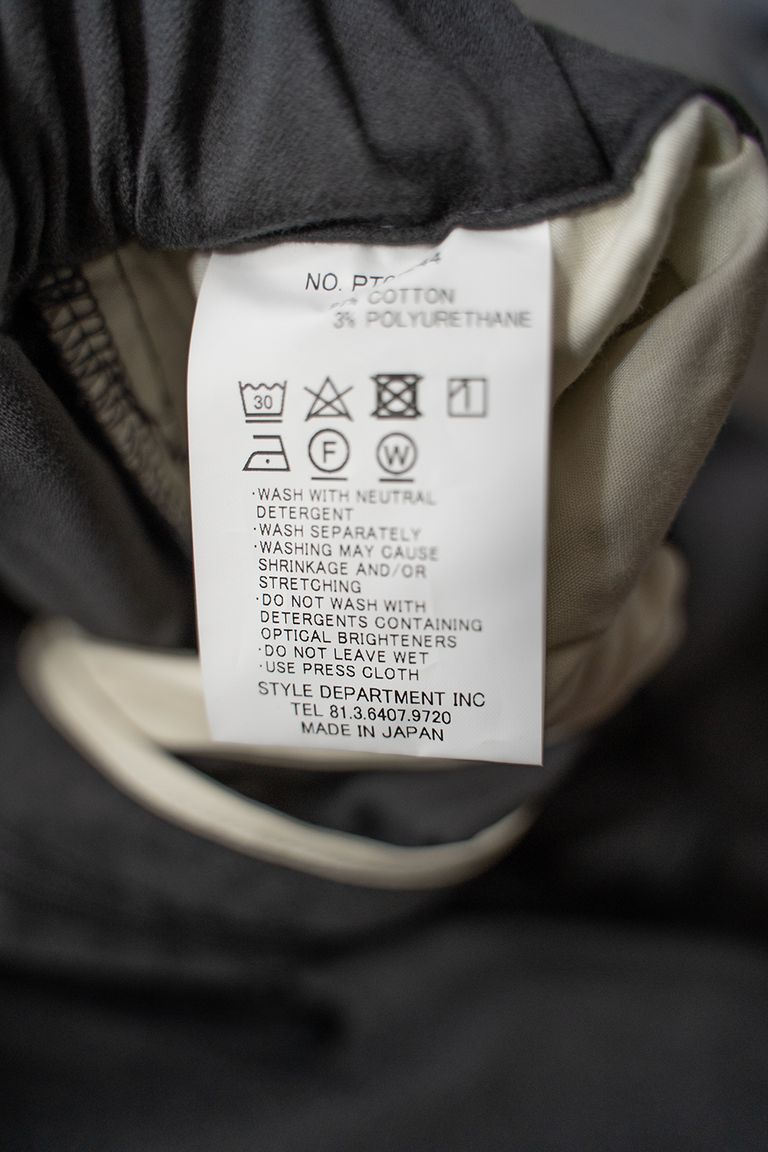 NO.
COTTON
3% POLYURETHANE
30
F W
·WASH WITH NEUTRAL
DETERGENT
·WASH SEPARATELY
·WASHING MAY CAUSE
SHRINKAGE AND/OR
STRETCHING
·DO NOT WASH WITH
DETERGENTS CONTAINING
OPTICAL BRIGHTENERS
·DO NOT LEAVE WET
·USE PRESS CLOTH
STYLE DEPARTMENT INC
TEL 81.3.6407.9720
MADE IN JAPAN